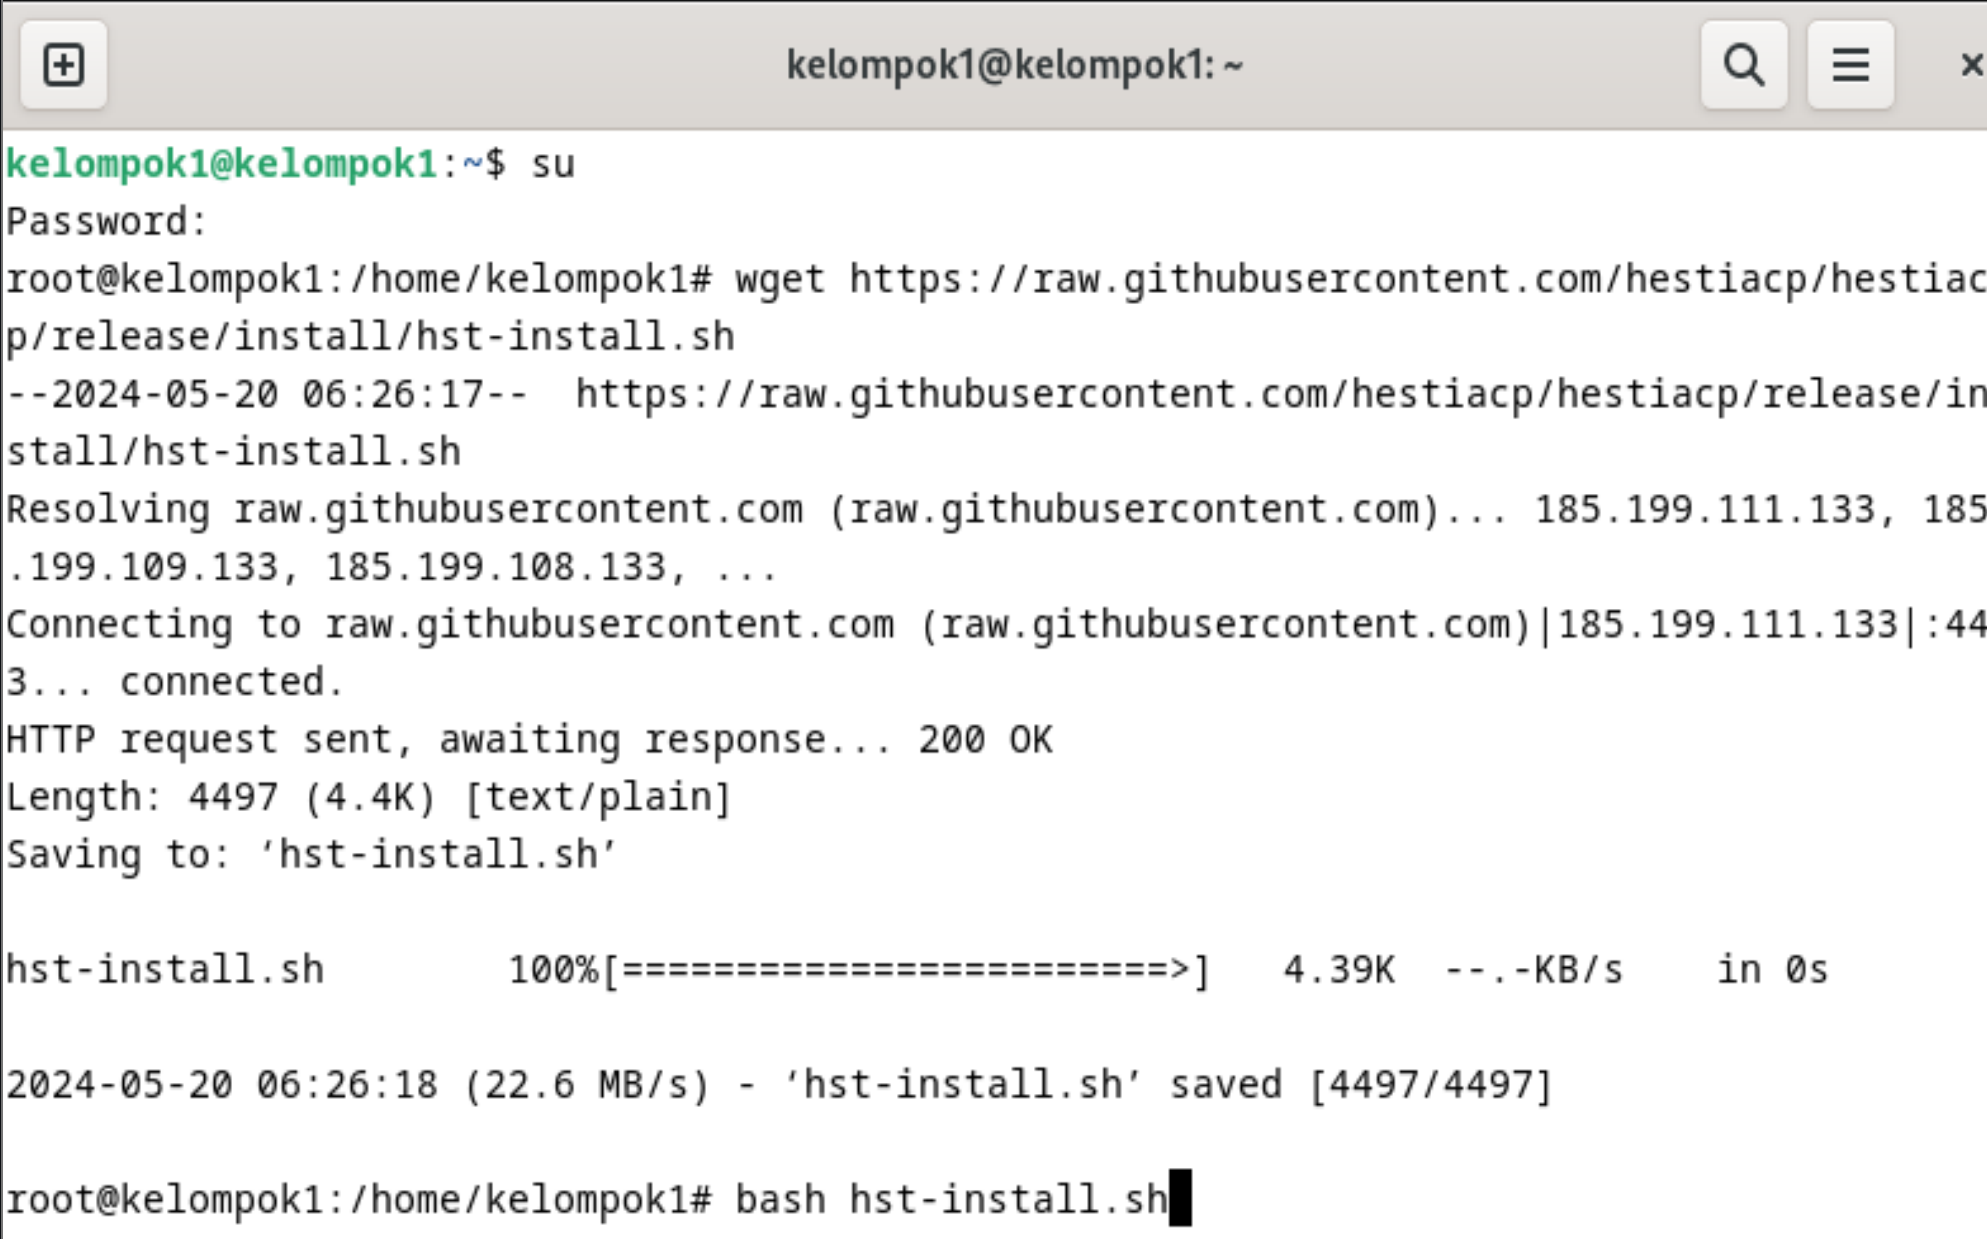 kelompok1@kelompok1: ~
kelompok1@kelompok1:~$ su
Password:
root@kelompok1:/home/kelompok1# wget https://raw.githubusercontent.com/hestiacp/hestiac
p/release/install/hst-install.sh
--2024-05-20 06:26:17--  https://raw.githubusercontent.com/hestiacp/hestiacp/release/in
stall/hst-install.sh
Resolving raw.githubusercontent.com (raw.githubusercontent.com)... 185.199.111.133, 185
.199.109.133, 185.199.108.133, ...
Connecting to raw.githubusercontent.com (raw.githubusercontent.com)|185.199.111.133|:44
3... connected.
HTTP request sent, awaiting response... 200 OK
Length: 4497 (4.4K) [text/plain]
Saving to: ‘hst-install.sh’
hst-install.sh        100%[========================>]   4.39K  --.-KB/s    in 0s
2024-05-20 06:26:18 (22.6 MB/s) - ‘hst-install.sh’ saved [4497/4497]
root@kelompok1:/home/kelompok1# bash hst-install.sh